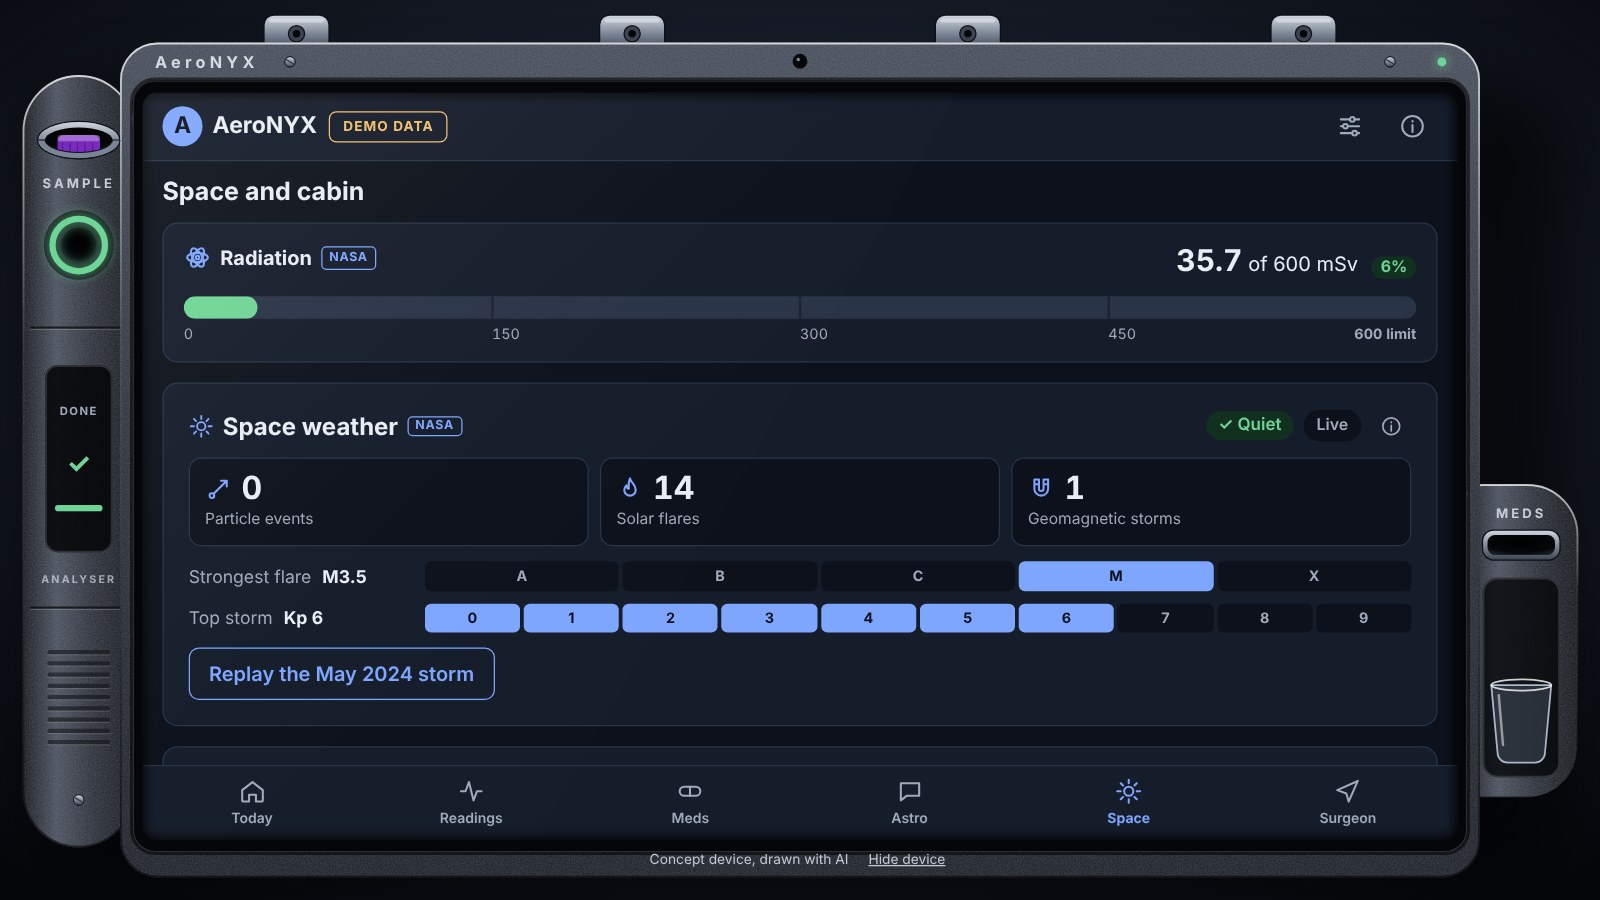 AeroNYX
A AeroNYX DEMO DATA
SAMPLE
Space and cabin
Radiation NASA 35.7 of 600 mSv 6%
0 150 300 450 600 limit
DONE
Space weather NASA Quiet Live
0 14 1
Particle events Solar flares Geomagnetic storms
MEDS
ANALYSER
Strongest flare M3.5 A B C M X
Top storm Kp 6 0 1 2 3 4 5 6 7 8 9
Replay the May 2024 storm
Today Readings Meds Astro Space Surgeon
Concept device, drawn with AI Hide device